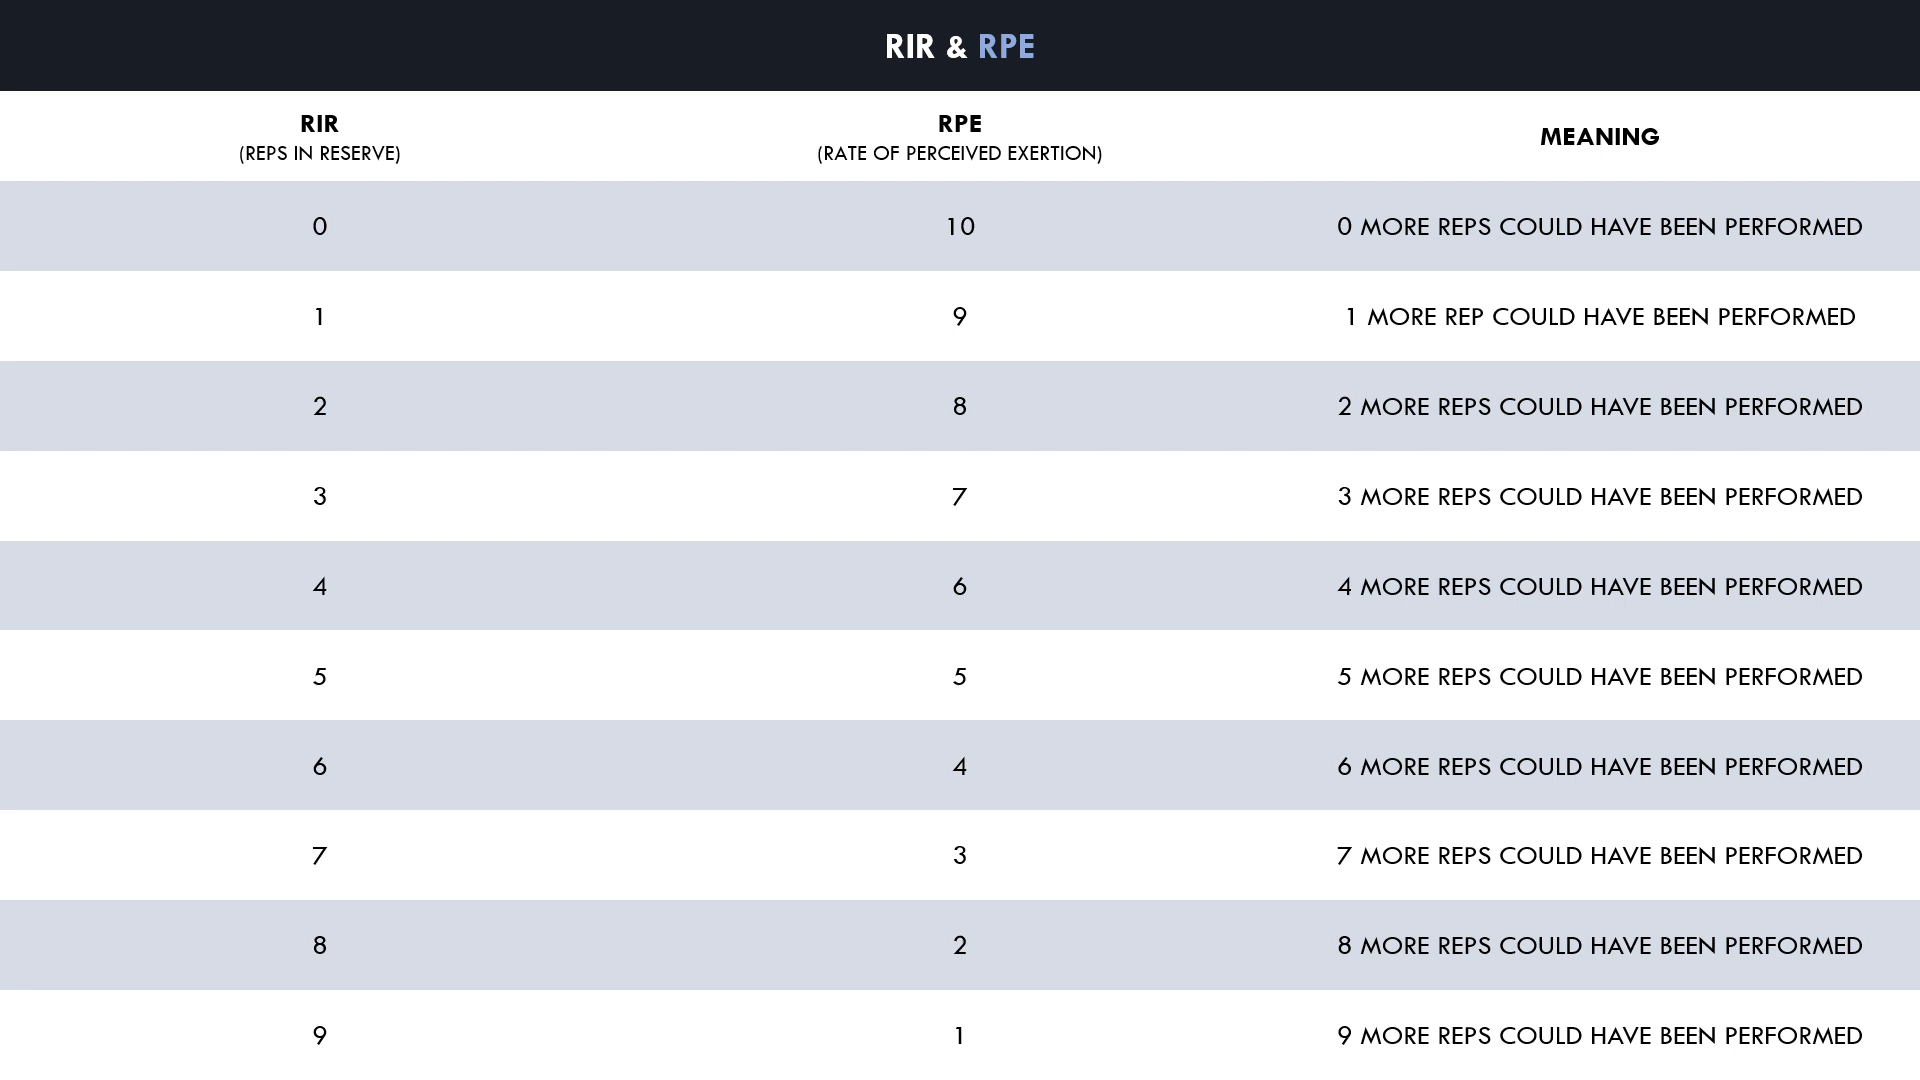 RIR & RPE
RIR
(REPS IN RESERVE)
RPE
(RATE OF PERCEIVED EXERTION)
MEANING
0 10 0 MORE REPS COULD HAVE BEEN PERFORMED
1 9 1 MORE REP COULD HAVE BEEN PERFORMED
2 8 2 MORE REPS COULD HAVE BEEN PERFORMED
3 7 3 MORE REPS COULD HAVE BEEN PERFORMED
4 6 4 MORE REPS COULD HAVE BEEN PERFORMED
5 5 5 MORE REPS COULD HAVE BEEN PERFORMED
6 4 6 MORE REPS COULD HAVE BEEN PERFORMED
7 3 7 MORE REPS COULD HAVE BEEN PERFORMED
8 2 8 MORE REPS COULD HAVE BEEN PERFORMED
9 1 9 MORE REPS COULD HAVE BEEN PERFORMED